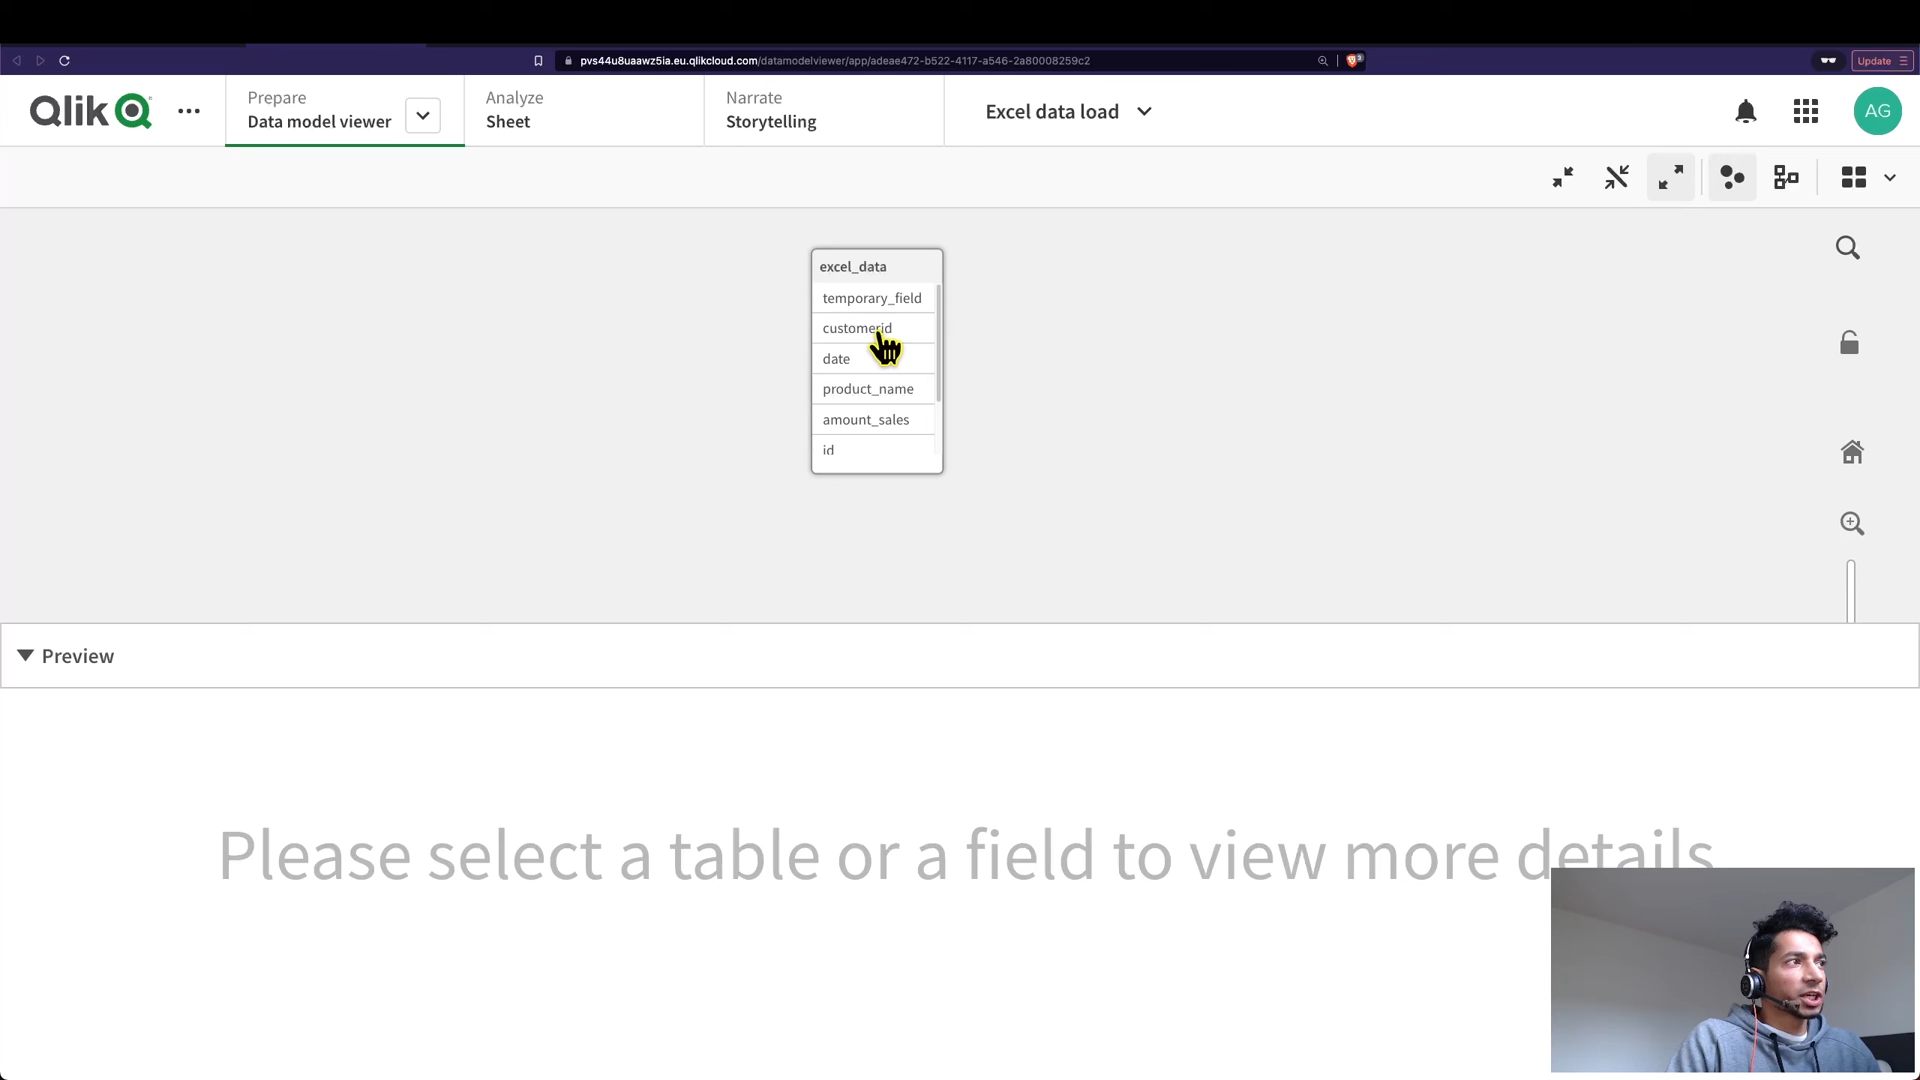 pvs44u8uaawz5ia.eu.qlikcloud.com/datamodelviewer/app/adeae472-b522-4117-a546-2a80008259c2
3
Update
Qlik
Prepare
Data model viewer
Analyze
Sheet
Narrate
Storytelling
Excel data load
AG
excel_data
temporary_field
customerid
date
product_name
amount_sales
id
Preview
Please select a table or a field to view more details